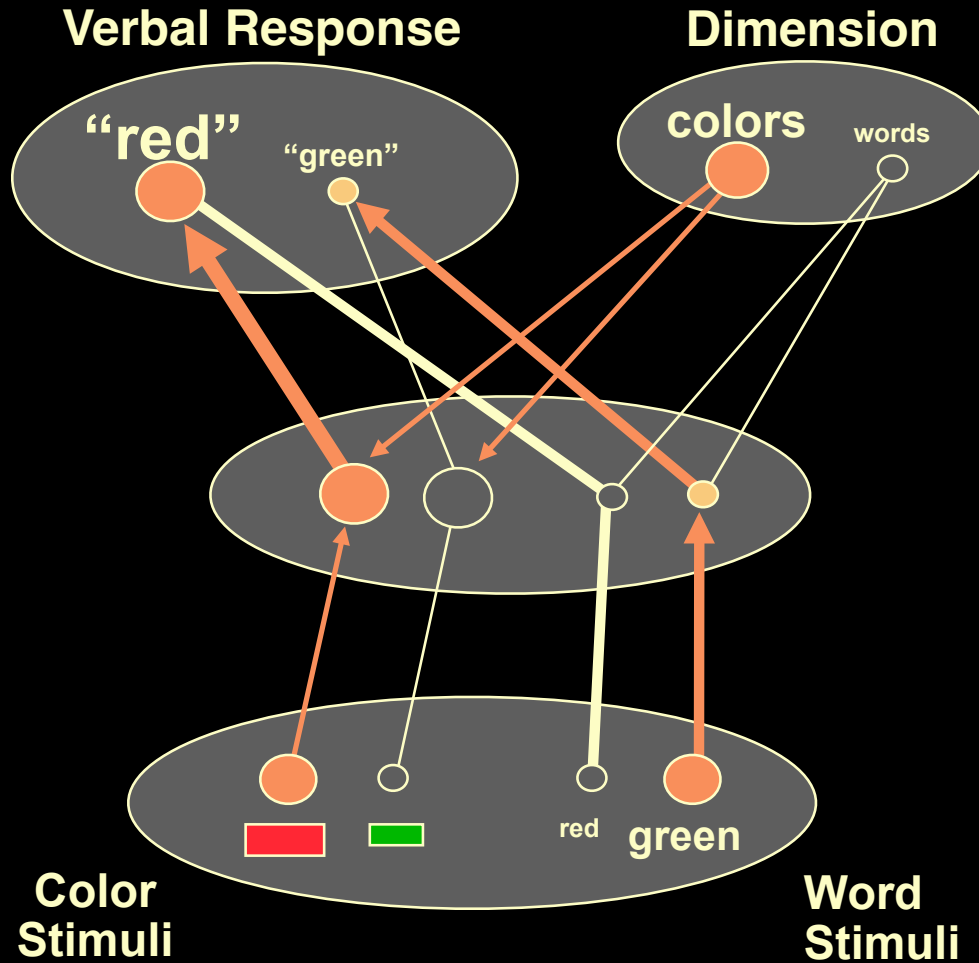 Verbal Response
Dimension
“red”
“green”
colors
words
red
green
Color
Stimuli
Word
Stimuli